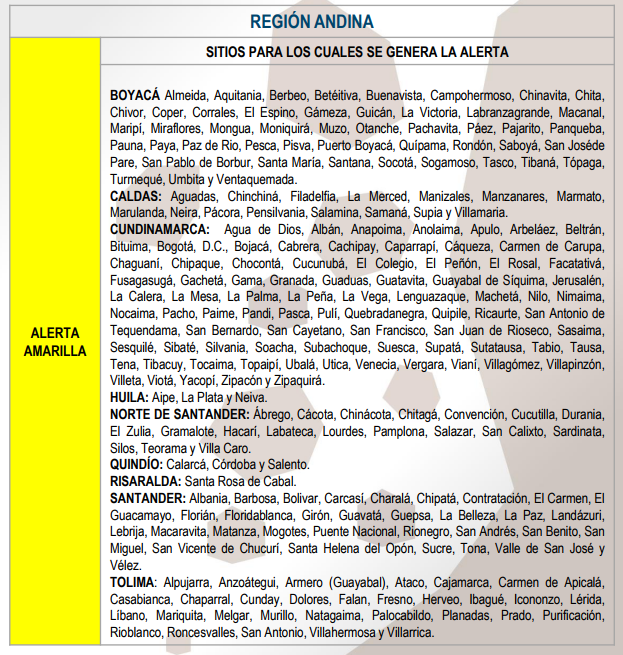 REGIÓN ANDINA
SITIOS PARA LOS CUALES SE GENERA LA ALERTA
ALERTA
AMARILLA
BOYACÁ Almeida, Aquitania, Berbeo, Betéitiva, Buenavista, Campohermoso, Chinavita, Chita,
Chivor, Coper, Corrales, El Espino, Gámeza, Guicán, La Victoria, Labranzagrande, Macanal,
Maripí, Miraflores, Mongua, Moniquirá, Muzo, Otanche, Pachavita, Páez, Pajarito, Panqueba,
Pauna, Paya, Paz de Rio, Pesca, Pisva, Puerto Boyacá, Quípama, Rondón, Saboyá, San Joséde
Pare, San Pablo de Borbur, Santa María, Santana, Socotá, Sogamoso, Tasco, Tibaná, Tópaga,
Turmequé, Umbita y Ventaquemada.
CALDAS: Aguadas, Chinchiná, Filadelfia, La Merced, Manizales, Manzanares, Marmato,
Marulanda, Neira, Pácora, Pensilvania, Salamina, Samaná, Supia y Villamaria.
CUNDINAMARCA: Agua de Dios, Albán, Anapoima, Anolaima, Apulo, Arbeláez, Beltrán,
Bituima, Bogotá, D.C., Bojacá, Cabrera, Cachipay, Caparrapí, Cáqueza, Carmen de Carupa,
Chaguaní, Chipaque, Chocontá, Cucunubá, El Colegio, El Peñón, El Rosal, Facatativá,
Fusagasugá, Gachetá, Gama, Granada, Guaduas, Guatavita, Guayabal de Síquima, Jerusalén,
La Calera, La Mesa, La Palma, La Peña, La Vega, Lenguazaque, Machetá, Nilo, Nimaima,
Nocaima, Pacho, Paime, Pandi, Pasca, Pulí, Quebradanegra, Quipile, Ricaurte, San Antonio de
Tequendama, San Bernardo, San Cayetano, San Francisco, San Juan de Rioseco, Sasaima,
Sesquilé, Sibaté, Silvania, Soacha, Subachoque, Suesca, Supatá, Sutatausa, Tabio, Tausa,
Tena, Tibacuy, Tocaima, Topaipí, Ubalá, Utica, Venecia, Vergara, Vianí, Villagómez, Villapinzón,
Villeta, Viotá, Yacopí, Zipacón y Zipaquirá.
HUILA: Aipe, La Plata y Neiva.
NORTE DE SANTANDER: Ábrego, Cácota, Chinácota, Chitagá, Convención, Cucutilla, Durania,
El Zulia, Gramalote, Hacarí, Labateca, Lourdes, Pamplona, Salazar, San Calixto, Sardinata,
Silos, Teorama y Villa Caro.
QUINDÍO: Calarcá, Córdoba y Salento.
RISARALDA: Santa Rosa de Cabal.
SANTANDER: Albania, Barbosa, Bolivar, Carcasí, Charalá, Chipatá, Contratación, El Carmen, El
Guacamayo, Florián, Floridablanca, Girón, Guavatá, Guepsa, La Belleza, La Paz, Landázuri,
Lebrija, Macaravita, Matanza, Mogotes, Puente Nacional, Rionegro, San Andrés, San Benito, San
Miguel, San Vicente de Chucurí, Santa Helena del Opón, Sucre, Tona, Valle de San José y
Vélez.
TOLIMA: Alpujarra, Anzoátegui, Armero (Guayabal), Ataco, Cajamarca, Carmen de Apicalá,
Casabianca, Chaparral, Cunday, Dolores, Falan, Fresno, Herveo, Ibagué, Icononzo, Lérida,
Líbano, Mariquita, Melgar, Murillo, Natagaima, Palocabildo, Planadas, Prado, Purificación,
Rioblanco, Roncesvalles, San Antonio, Villahermosa y Villarrica.